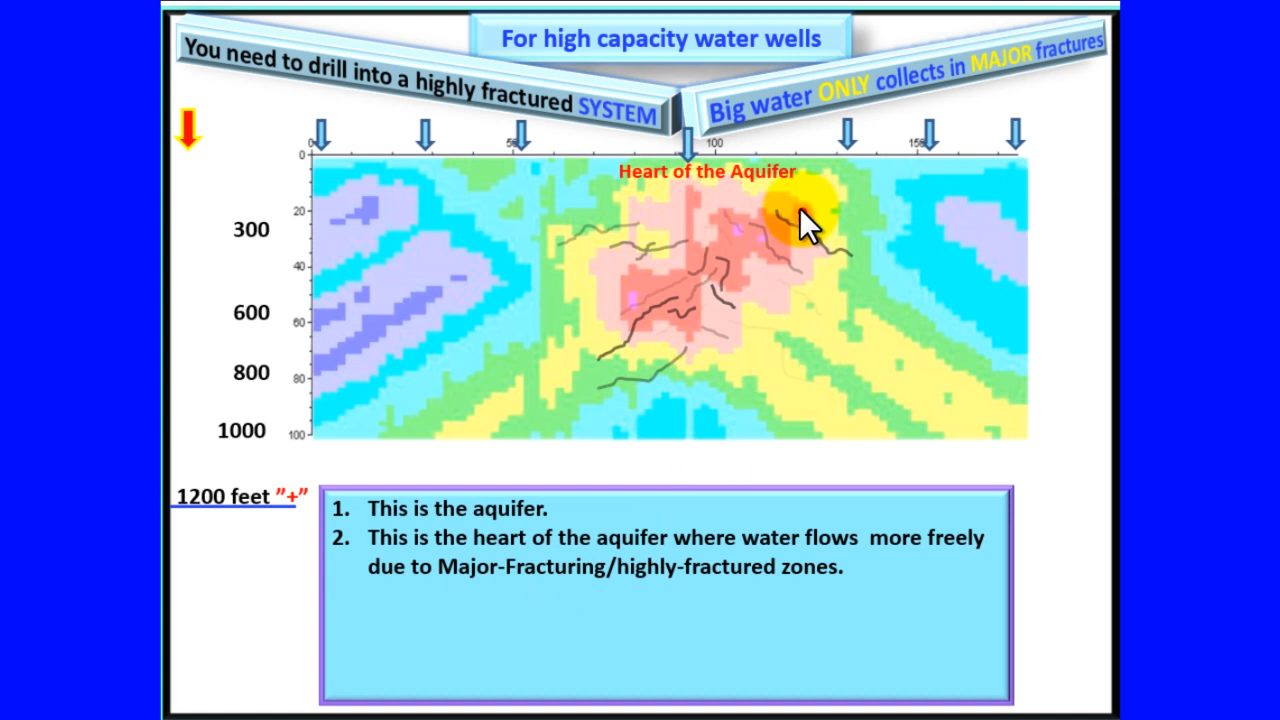 For high capacity water wells
You need to drill into a highly fractured SYSTEM
Big water ONLY collects in MAJOR fractures
0 50 100 150
Heart of the Aquifer
0
20
300
40
600
60
800
80
1000
100
1200 feet "+"
1. This is the aquifer.
2. This is the heart of the aquifer where water flows more freely
due to Major-Fracturing/highly-fractured zones.